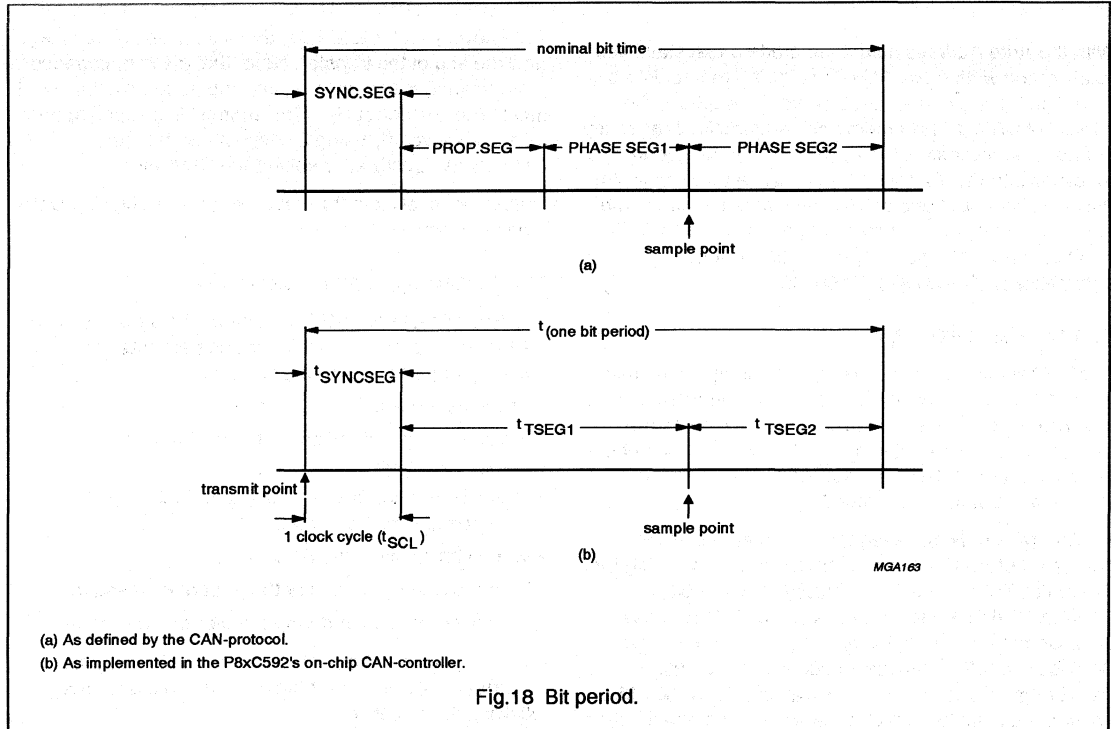 nominal bit time
SYNC.SEG
PROP.SEG PHASE SEG1 PHASE SEG2
sample point
(a)
t(one bit period)
tSYNCSEG
tTSEG1 tTSEG2
transmit point
sample point
1 clock cycle (tSCL)
(b)
MGA163
(a) As defined by the CAN-protocol.
(b) As implemented in the P8xC592's on-chip CAN-controller.
Fig.18 Bit period.